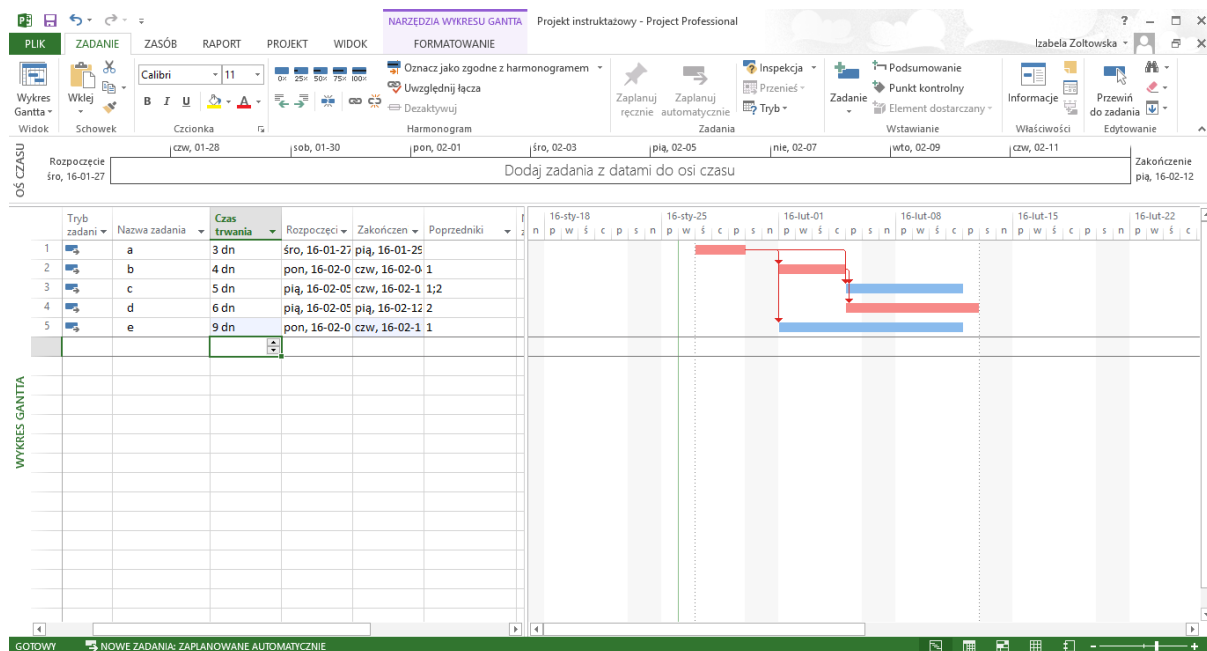 NARZĘDZIA WYKRESU GANTTA Projekt instruktażowy - Project Professional
PLIK ZADANIE ZASÓB RAPORT PROJEKT WIDOK FORMATOWANIE Izabela Zoltowska
Calibri 11 0× 25× 50× 75× 100× Oznacz jako zgodne z harmonogramem Inspekcja Podsumowanie
Wykres Gantta Wklej B I U A Uwzględnij łącza Zaplanuj ręcznie Zaplanuj automatycznie Przenieś Zadanie Punkt kontrolny Informacje Przewiń do zadania
Dezaktywuj Tryb Element dostarczany
Widok Schowek Czcionka Harmonogram Zadania Wstawianie Właściwości Edytowanie
OŚ CZASU
czw, 01-28 sob, 01-30 pon, 02-01 śro, 02-03 pią, 02-05 nie, 02-07 wto, 02-09 czw, 02-11
Rozpoczęcie
śro, 16-01-27
Dodaj zadania z datami do osi czasu
Zakończenie
pią, 16-02-12
Tryb zadani Nazwa zadania Czas trwania Rozpoczęci Zakończen Poprzedniki
16-sty-18 16-sty-25 16-lut-01 16-lut-08 16-lut-15 16-lut-22
n p w ś c p s n p w ś c p s n p w ś c p s n p w ś c p s n p w ś c p s n p w ś c
1 a 3 dn śro, 16-01-27 pią, 16-01-29
2 b 4 dn pon, 16-02-0 czw, 16-02-0 1
3 c 5 dn pią, 16-02-05 czw, 16-02-1 1;2
4 d 6 dn pią, 16-02-05 pią, 16-02-12 2
5 e 9 dn pon, 16-02-0 czw, 16-02-1 1
WYKRES GANTTA
GOTOWY NOWE ZADANIA: ZAPLANOWANE AUTOMATYCZNIE